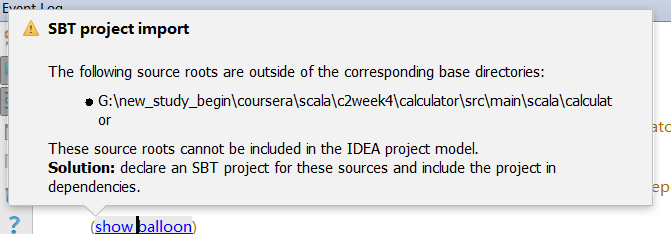 Event Log
SBT project import
The following source roots are outside of the corresponding base directories:
● G:\new_study_begin\coursera\scala\c2week4\calculator\src\main\scala\calculat
or
These source roots cannot be included in the IDEA project model.
Solution: declare an SBT project for these sources and include the project in
dependencies.
(show balloon)
?